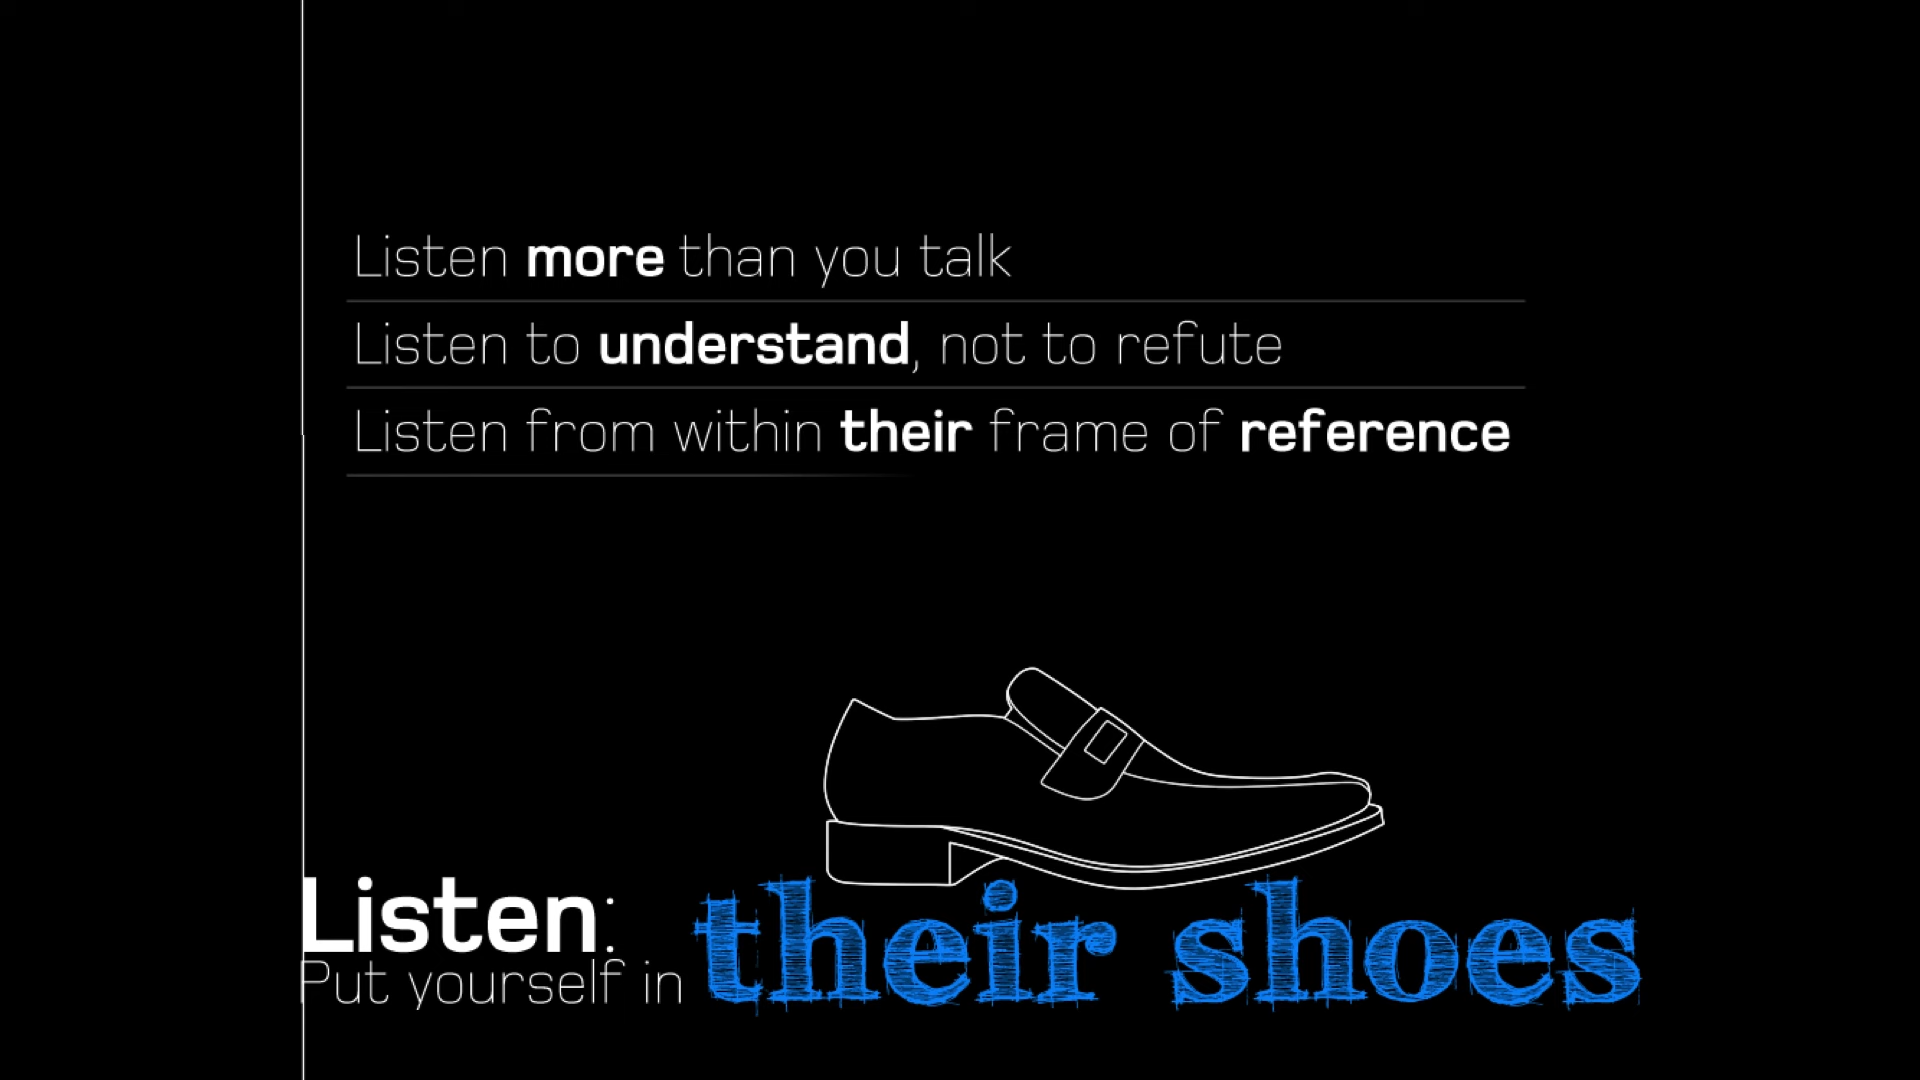 Listen more than you talk
Listen to understand, not to refute
Listen from within their frame of reference
Listen:
Put yourself in their shoes